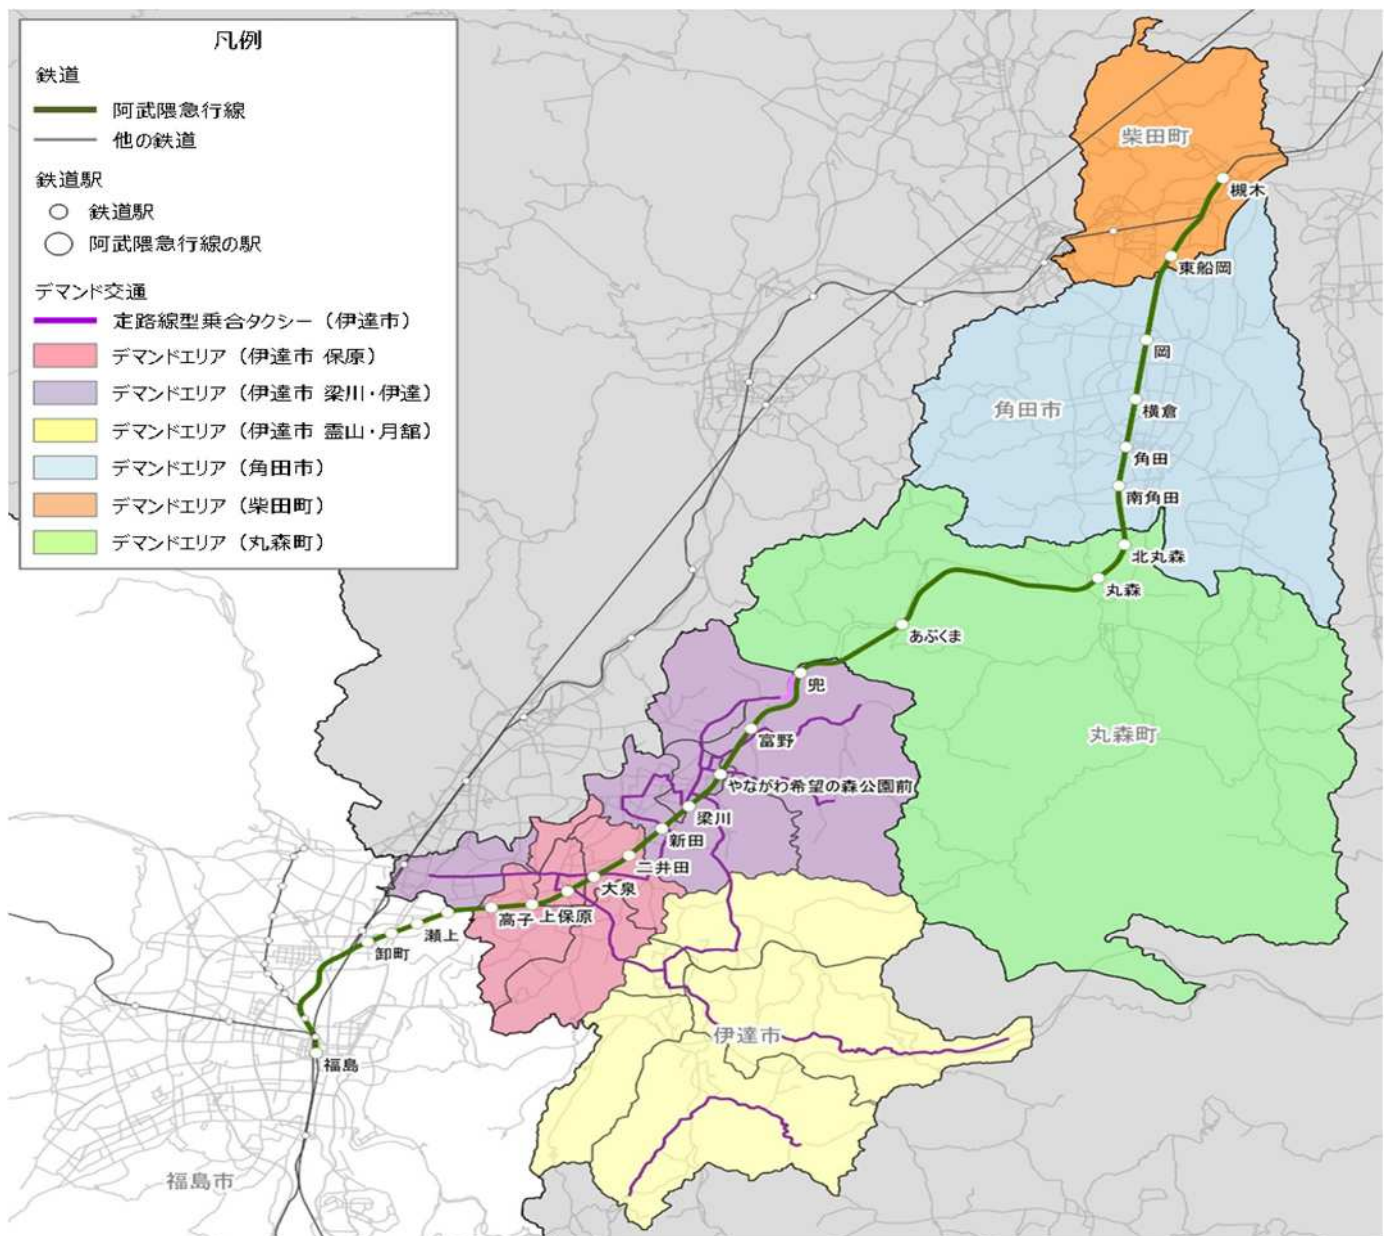 凡例
鉄道
阿武隈急行線
他の鉄道
鉄道駅
鉄道駅
阿武隈急行線の駅
デマンド交通
定路線型乗合タクシー（伊達市）
デマンドエリア（伊達市 保原）
デマンドエリア（伊達市 梁川・伊達）
デマンドエリア（伊達市 霊山・月舘）
デマンドエリア（角田市）
デマンドエリア（柴田町）
デマンドエリア（丸森町）
柴田町
槻木
東船岡
岡
角田市
横倉
角田
南角田
北丸森
丸森
あぶくま
兜
丸森町
富野
やながわ希望の森公園前
梁川
新田
二井田
大泉
上保原
高子
瀬上
卸町
伊達市
福島
福島市